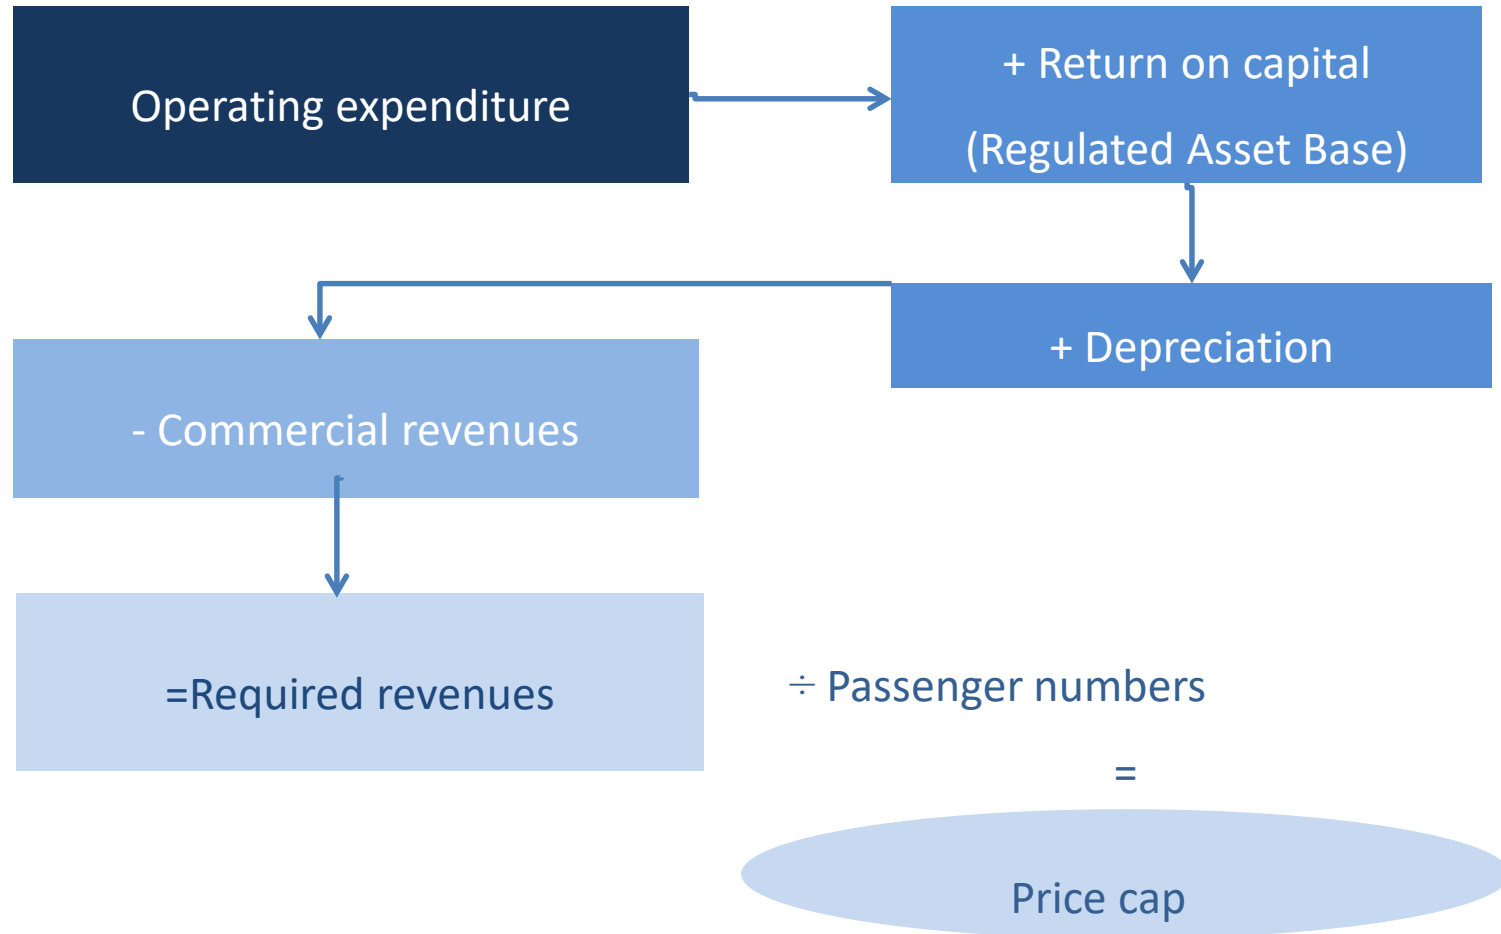 Operating expenditure
+ Return on capital
(Regulated Asset Base)
+ Depreciation
- Commercial revenues
=Required revenues
÷ Passenger numbers
=
Price cap